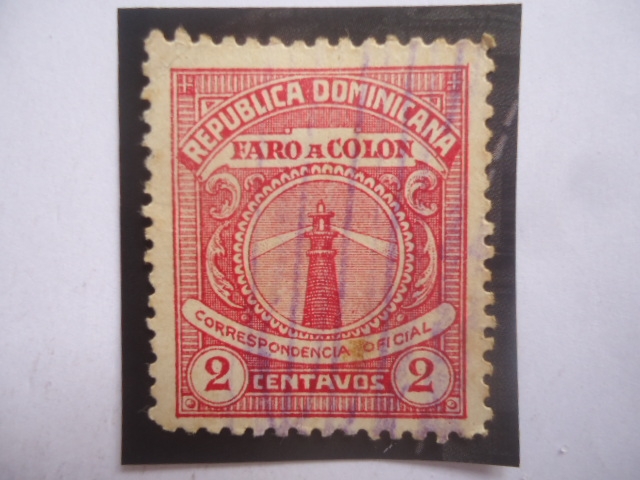 REPUBLICA DOMINICANA
FARO A COLON
CORRESPONDENCIA OFICIAL
2 CENTAVOS 2